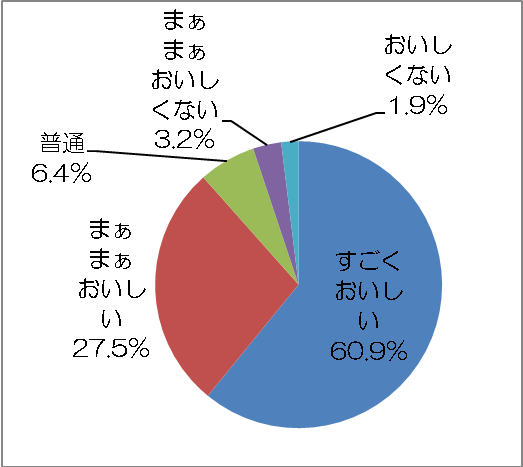 まぁ
まぁ
おいし
くない
3.2%
おいし
くない
1.9%
普通
6.4%
まぁ
まぁ
おいし
い
27.5%
すごく
おいし
い
60.9%